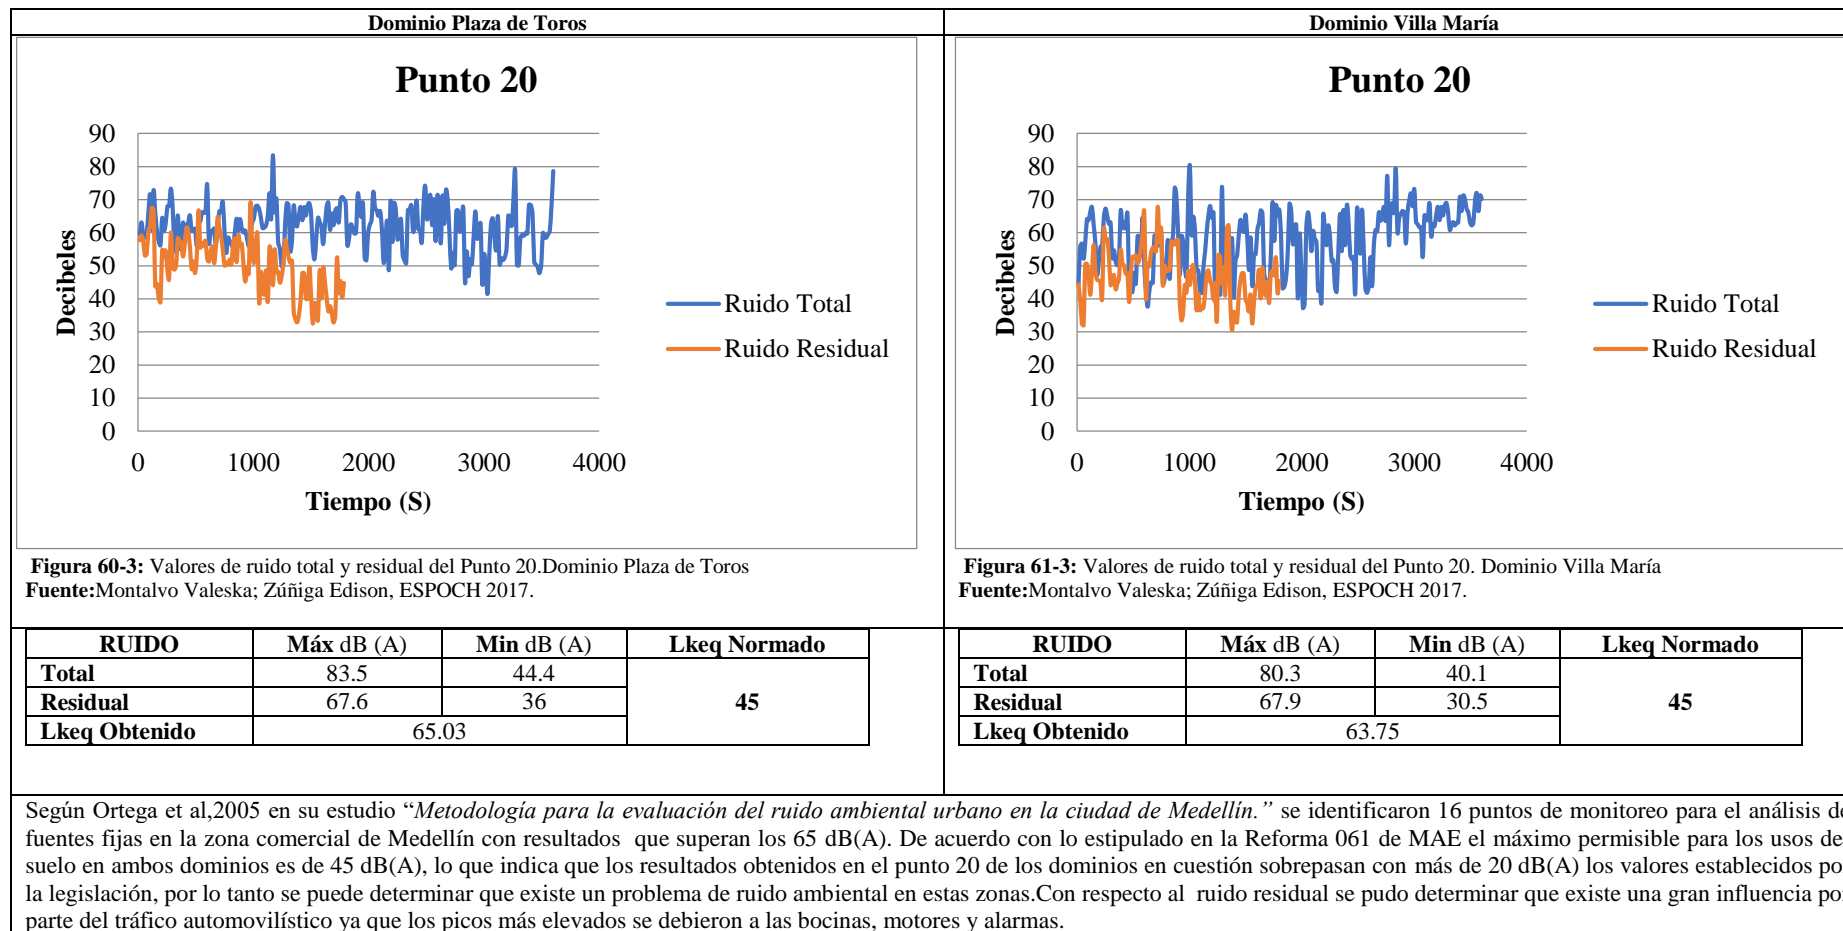 Dominio Plaza de Toros
Punto 20
90
80
70
60
50
40
30
20
10
0
Decibeles
0 1000 2000 3000 4000
Tiempo (S)
Ruido Total
Ruido Residual
Figura 60-3: Valores de ruido total y residual del Punto 20.Dominio Plaza de Toros
Fuente:Montalvo Valeska; Zúñiga Edison, ESPOCH 2017.
RUIDO Máx dB (A) Min dB (A) Lkeq Normado
Total 83.5 44.4
Residual 67.6 36 45
Lkeq Obtenido 65.03
Dominio Villa María
Punto 20
90
80
70
60
50
40
30
20
10
0
Decibeles
0 1000 2000 3000 4000
Tiempo (S)
Ruido Total
Ruido Residual
Figura 61-3: Valores de ruido total y residual del Punto 20. Dominio Villa María
Fuente:Montalvo Valeska; Zúñiga Edison, ESPOCH 2017.
RUIDO Máx dB (A) Min dB (A) Lkeq Normado
Total 80.3 40.1
Residual 67.9 30.5 45
Lkeq Obtenido 63.75
Según Ortega et al,2005 en su estudio “Metodología para la evaluación del ruido ambiental urbano en la ciudad de Medellín.” se identificaron 16 puntos de monitoreo para el análisis de
fuentes fijas en la zona comercial de Medellín con resultados que superan los 65 dB(A). De acuerdo con lo estipulado en la Reforma 061 de MAE el máximo permisible para los usos de
suelo en ambos dominios es de 45 dB(A), lo que indica que los resultados obtenidos en el punto 20 de los dominios en cuestión sobrepasan con más de 20 dB(A) los valores establecidos po
la legislación, por lo tanto se puede determinar que existe un problema de ruido ambiental en estas zonas.Con respecto al ruido residual se pudo determinar que existe una gran influencia po
parte del tráfico automovilístico ya que los picos más elevados se debieron a las bocinas, motores y alarmas.